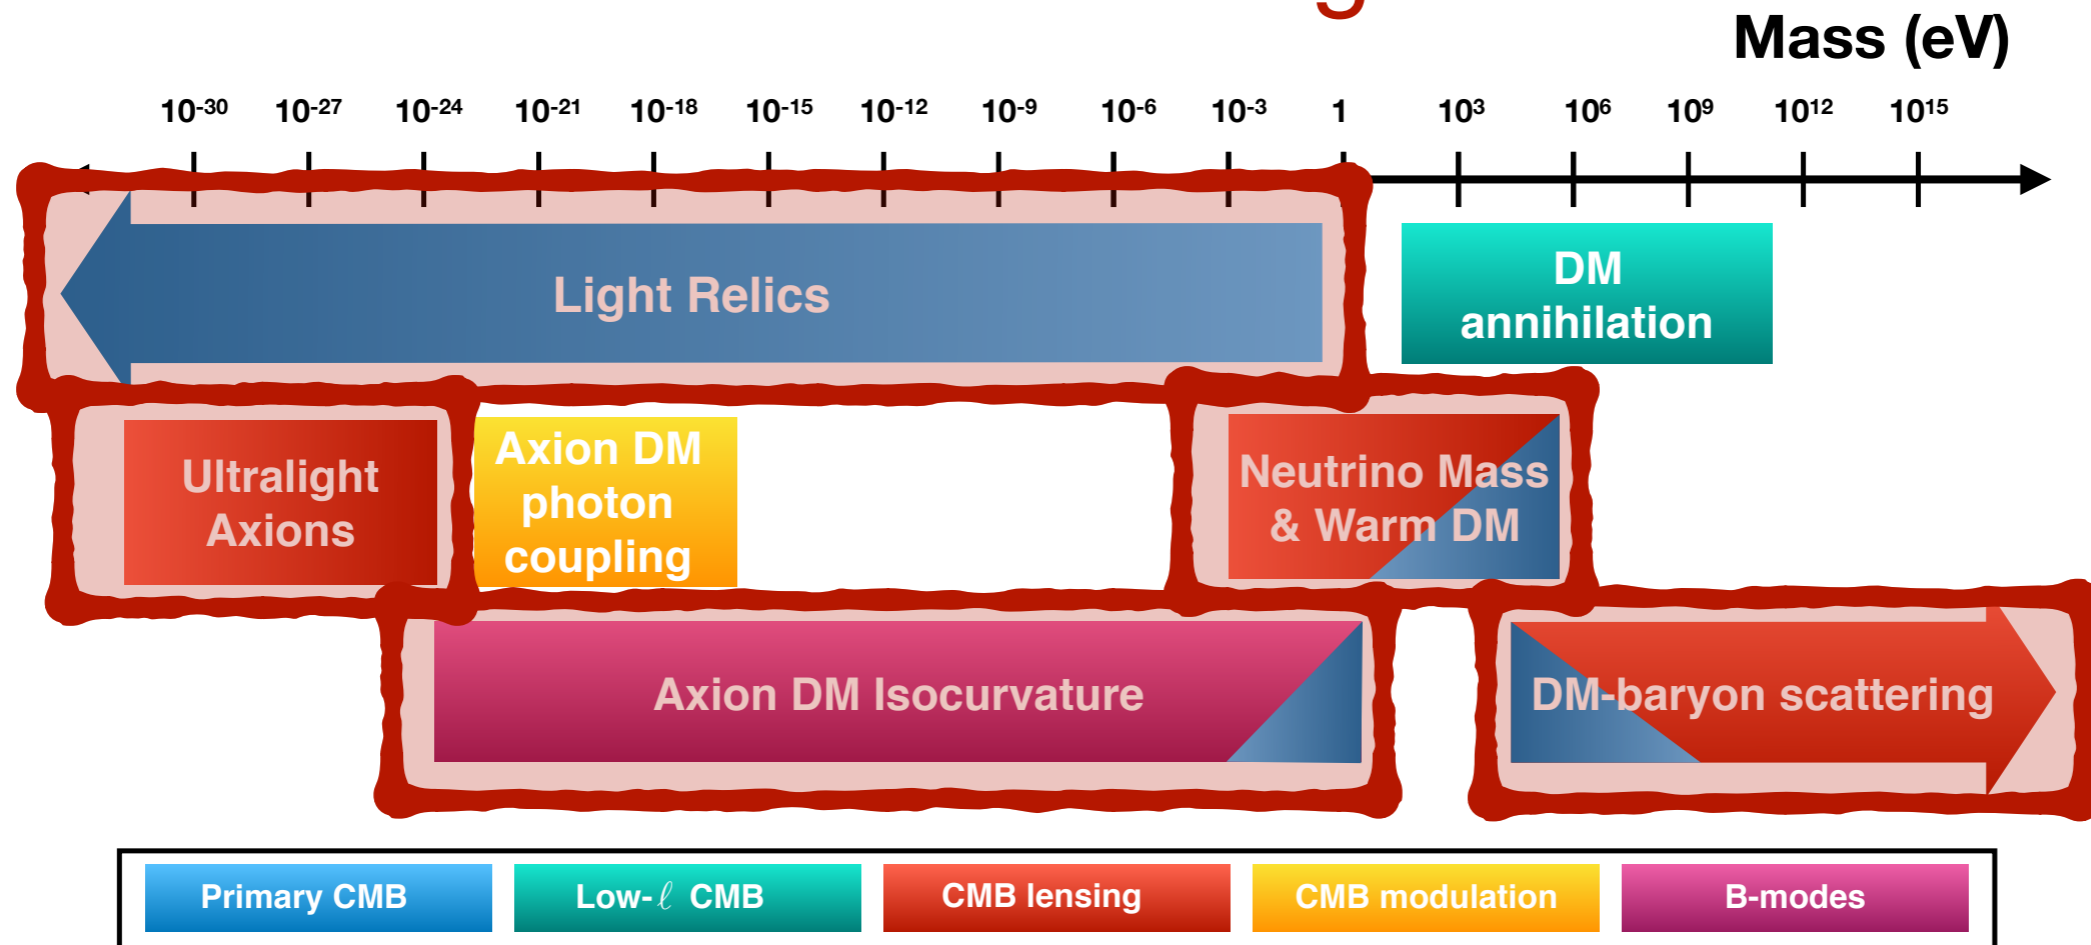 Mass (eV)
10⁻³⁰ 10⁻²⁷ 10⁻²⁴ 10⁻²¹ 10⁻¹⁸ 10⁻¹⁵ 10⁻¹² 10⁻⁹ 10⁻⁶ 10⁻³ 1 10³ 10⁶ 10⁹ 10¹² 10¹⁵
Light Relics
DM
annihilation
Ultralight
Axions
Axion DM
photon
coupling
Neutrino Mass
& Warm DM
Axion DM Isocurvature
DM-baryon scattering
Primary CMB
Low-ℓ CMB
CMB lensing
CMB modulation
B-modes